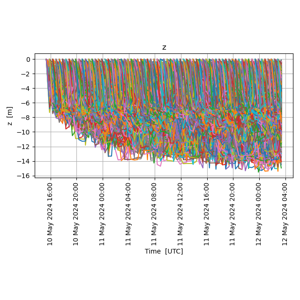 z
0
−2
−4
−6
−8
−10
−12
−14
−16
z [m]
10 May 2024 16:00
10 May 2024 20:00
11 May 2024 00:00
11 May 2024 04:00
11 May 2024 08:00
11 May 2024 12:00
11 May 2024 16:00
11 May 2024 20:00
12 May 2024 00:00
12 May 2024 04:00
Time [UTC]